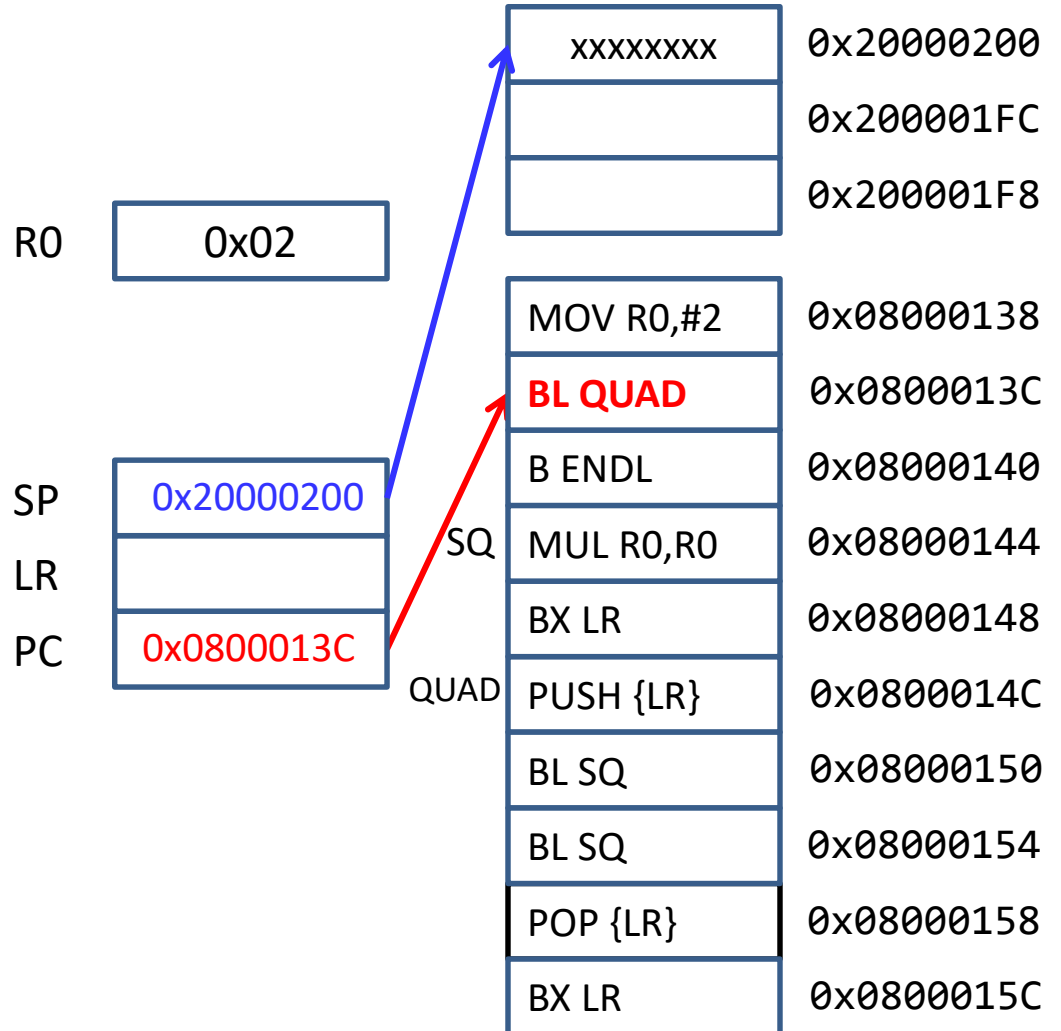 xxxxxxxx 0x20000200
0x200001FC
0x200001F8
R0 0x02
MOV R0,#2 0x08000138
BL QUAD 0x0800013C
B ENDL 0x08000140
SP 0x20000200
SQ MUL R0,R0 0x08000144
LR
BX LR 0x08000148
PC 0x0800013C
QUAD PUSH {LR} 0x0800014C
BL SQ 0x08000150
BL SQ 0x08000154
POP {LR} 0x08000158
BX LR 0x0800015C